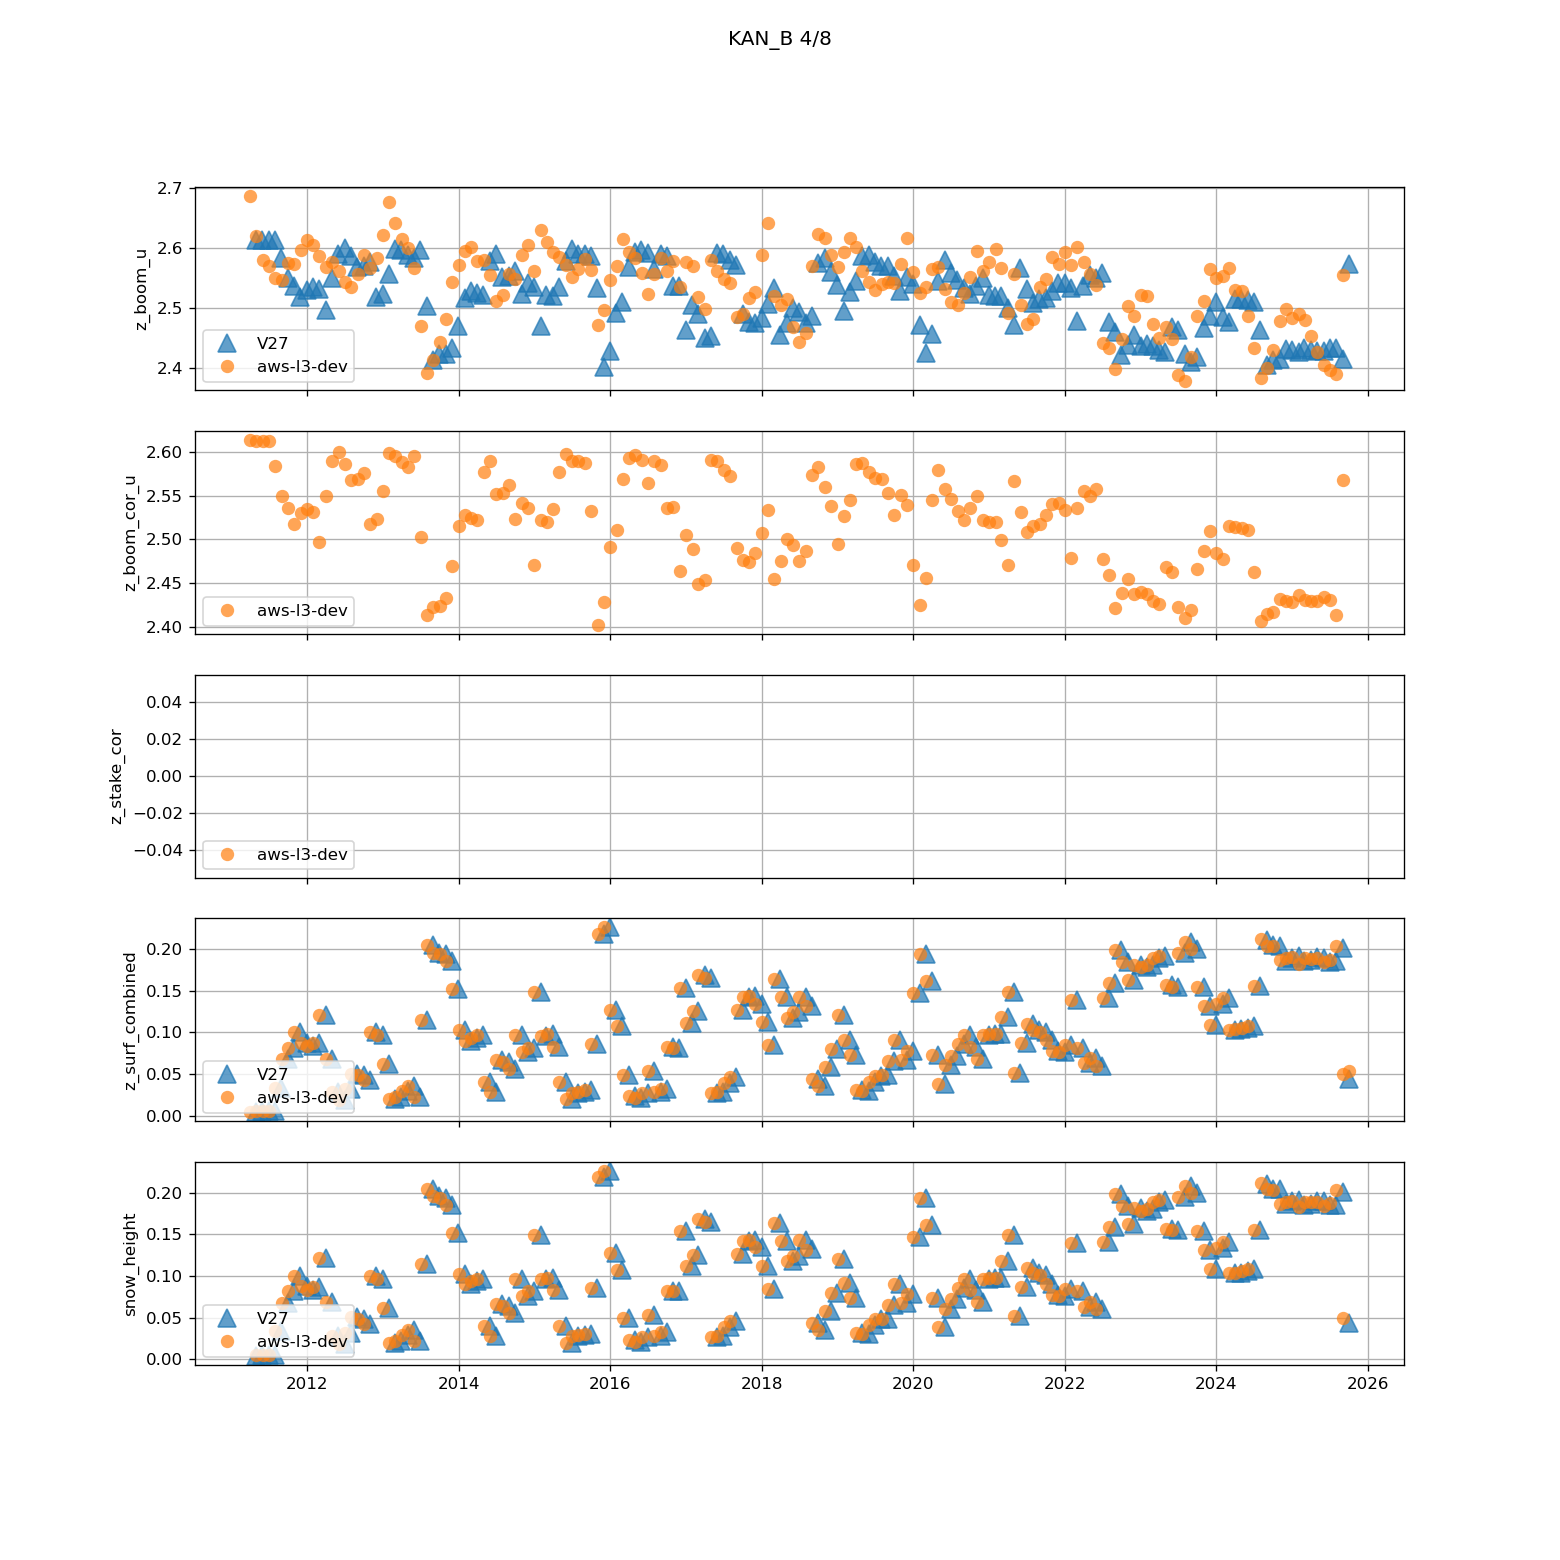 KAN_B 4/8
2.7
2.6
2.5
2.4
z_boom_u
V27
aws-l3-dev
2.60
2.55
2.50
2.45
2.40
z_boom_cor_u
aws-l3-dev
0.04
0.02
0.00
−0.02
−0.04
z_stake_cor
aws-l3-dev
0.20
0.15
0.10
0.05
0.00
z_surf_combined
V27
aws-l3-dev
0.20
0.15
0.10
0.05
0.00
snow_height
V27
aws-l3-dev
2012 2014 2016 2018 2020 2022 2024 2026